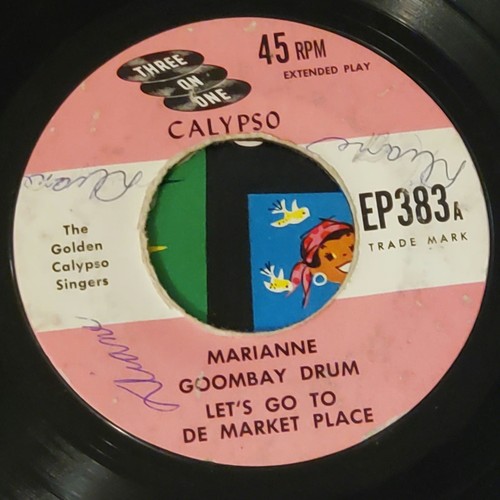 THREE
ON
ONE
45 RPM
EXTENDED PLAY
CALYPSO
The
Golden
Calypso
Singers
EP383A
TRADE MARK
MARIANNE
GOOMBAY DRUM
LET'S GO TO
DE MARKET PLACE